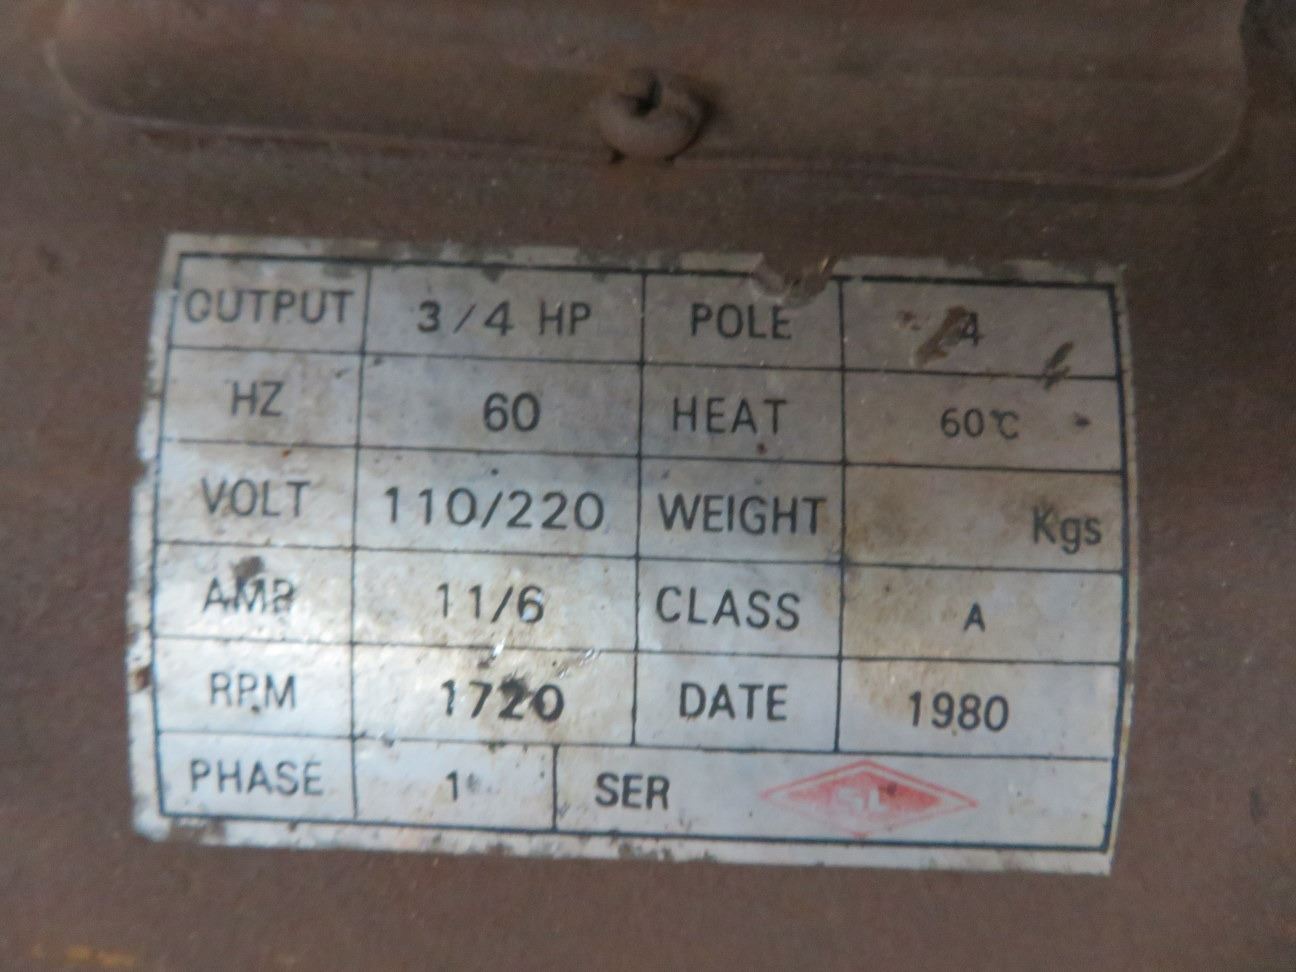 OUTPUT 3/4 HP POLE 4
HZ 60 HEAT 60℃
VOLT 110/220 WEIGHT Kgs
AMP 11/6 CLASS A
RPM 1720 DATE 1980
PHASE 1 SER SL